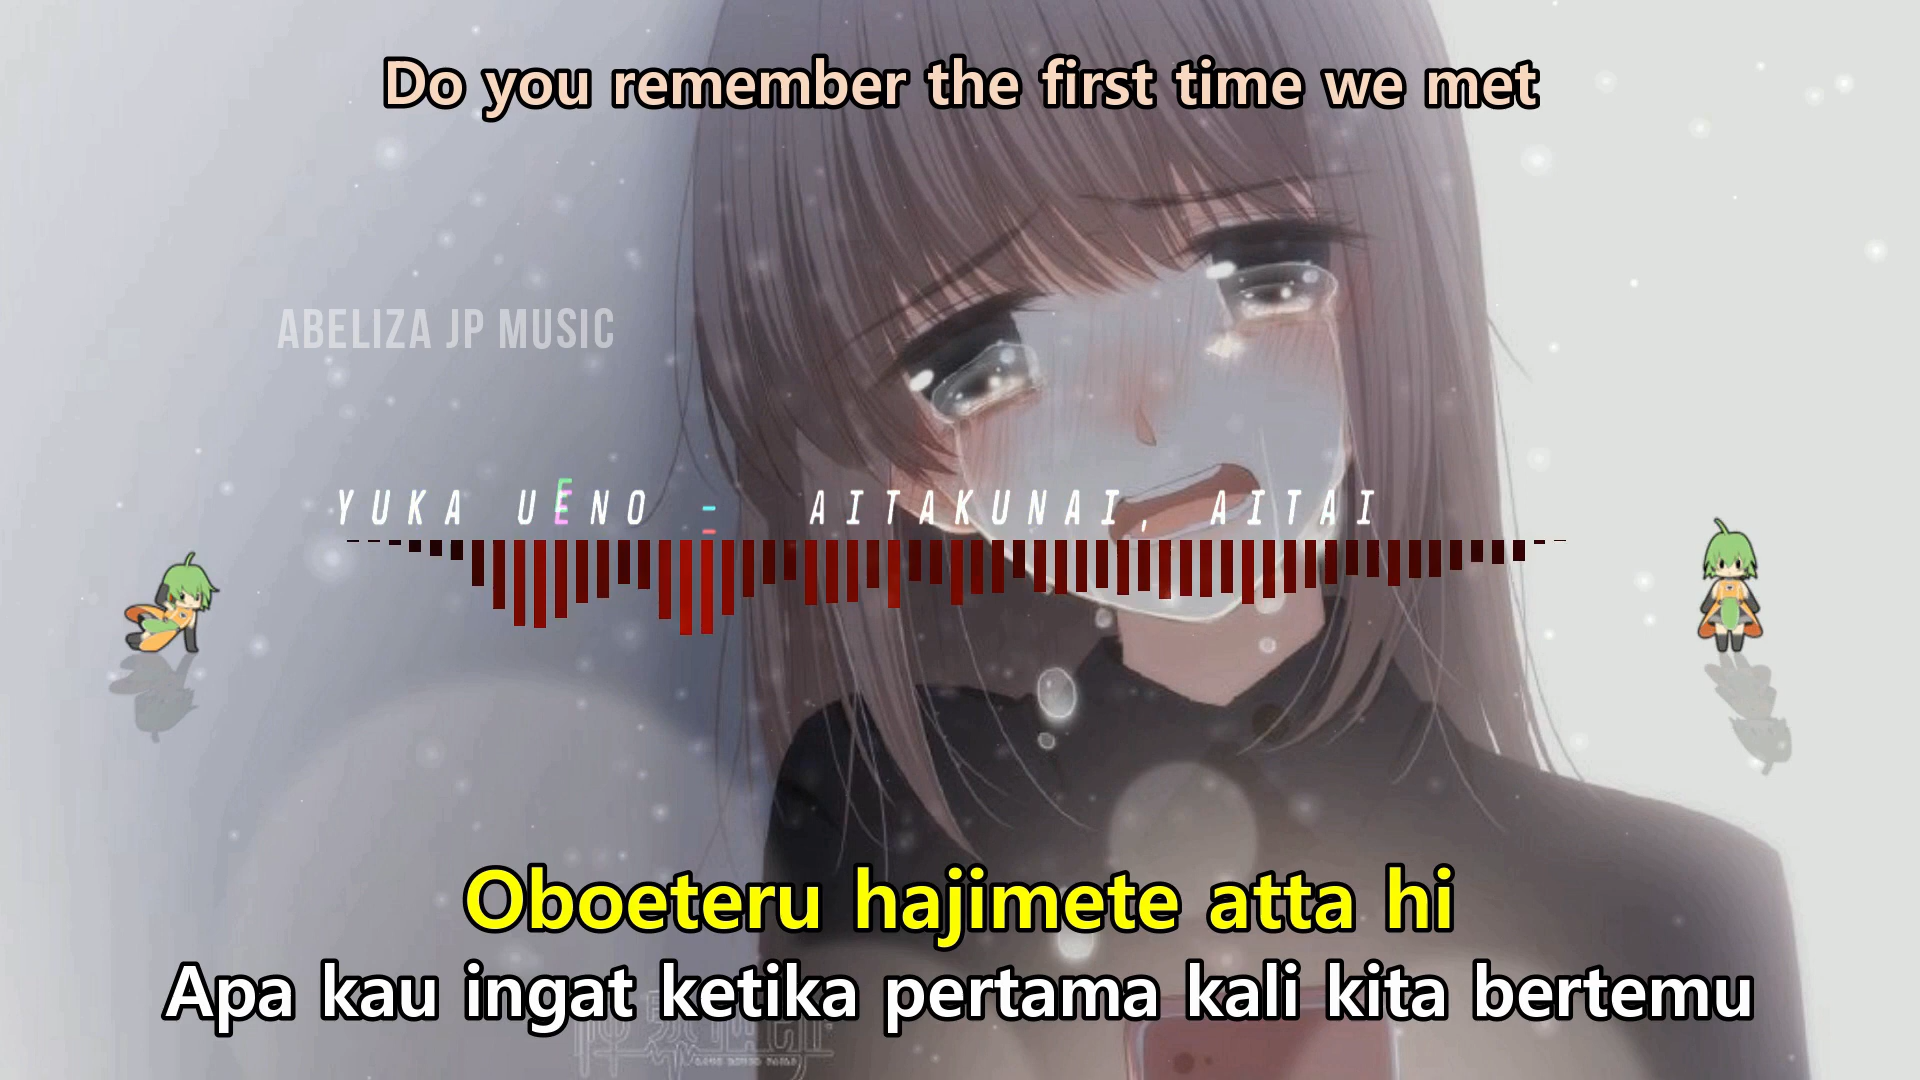 Do you remember the first time we met
ABELIZA JP MUSIC
YUKA UENO - AITAKUNAI, AITAI
Oboeteru hajimete atta hi
Apa kau ingat ketika pertama kali kita bertemu